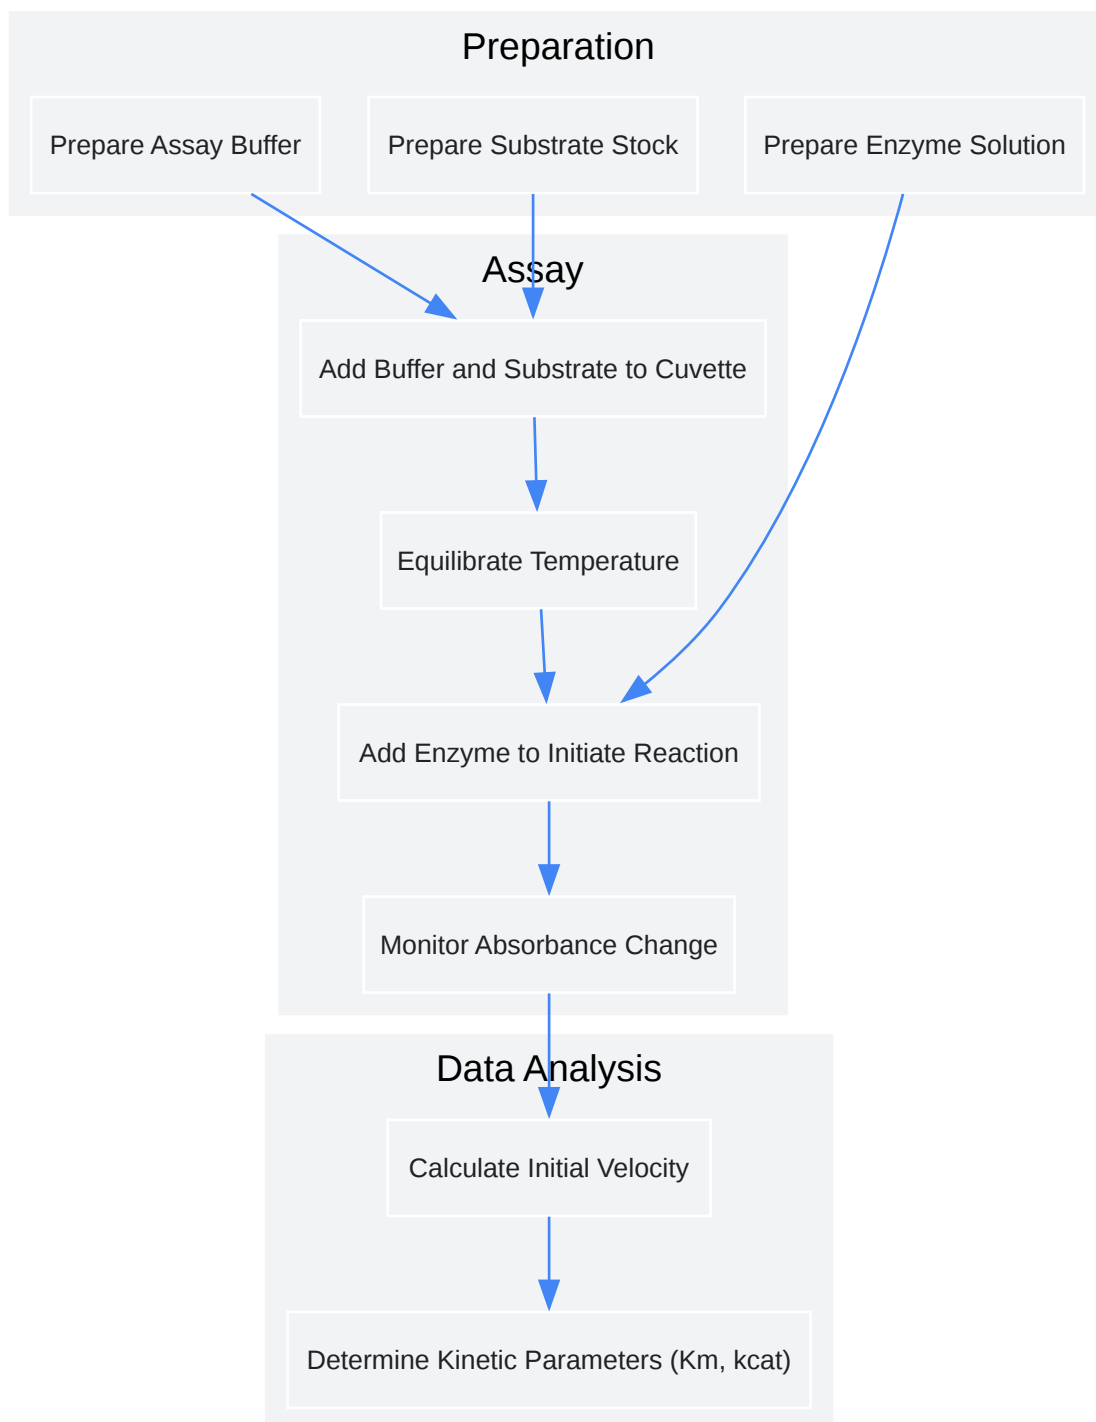 Preparation
Prepare Assay Buffer
Prepare Substrate Stock
Prepare Enzyme Solution
Assay
Add Buffer and Substrate to Cuvette
Equilibrate Temperature
Add Enzyme to Initiate Reaction
Monitor Absorbance Change
Data Analysis
Calculate Initial Velocity
Determine Kinetic Parameters (Km, kcat)